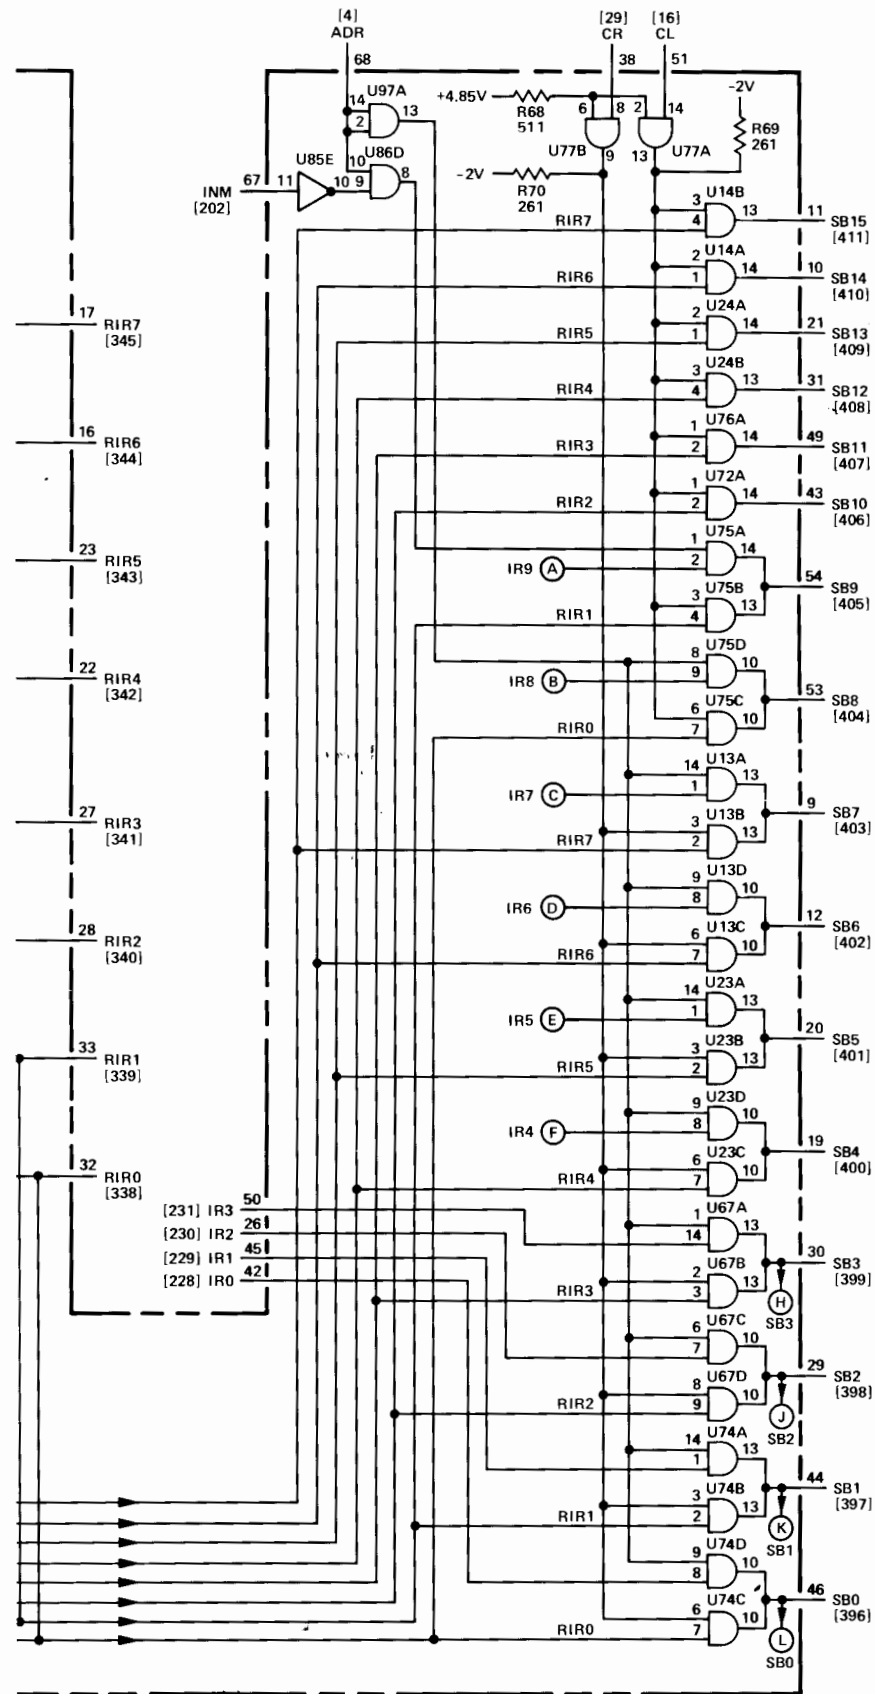 [4] [29] [16]
ADR CR CL
68 38 51
U97A
14 13
2
+4.85V R68 511 6 8 2 14 -2V
R69 261
U77B 9 13 U77A
U85E U86D
10 8
INM 67 11 10 9
[202]
-2V R70 261
U14B
3 13 11 SB15
RIR7 4 [411]
U14A
2 14 10 SB14
RIR6 1 [410]
17 RIR7
[345]
U24A
2 14 21 SB13
RIR5 1 [409]
U24B
3 13 31 SB12
RIR4 4 [408]
16 RIR6
[344]
U76A
1 14 49 SB11
RIR3 2 [407]
U72A
1 14 43 SB10
RIR2 2 [406]
23 RIR5
[343]
U75A
1 14
IR9 A 2
54 SB9
[405]
U75B
3 13
RIR1 4
22 RIR4
[342]
U75D
8 10
IR8 B 9
53 SB8
[404]
U75C
6 10
RIR0 7
U13A
14 13
IR7 C 1
9 SB7
[403]
27 RIR3
[341]
U13B
3 13
RIR7 2
U13D
9 10
IR6 D 8
12 SB6
[402]
28 RIR2
[340]
U13C
6 10
RIR6 7
U23A
14 13
IR5 E 1
20 SB5
[401]
33 RIR1
[339]
U23B
3 13
RIR5 2
U23D
9 10
IR4 F 8
19 SB4
[400]
32 RIR0
[338]
U23C
6 10
RIR4 7
[231] IR3 50
[230] IR2 26
[229] IR1 45
[228] IR0 42
U67A
1 13
14
30 SB3
[399]
U67B
2 13
RIR3 3
H
SB3
U67C
6 10
7
29 SB2
[398]
U67D
8 10
RIR2 9
J
SB2
U74A
14 13
1
44 SB1
[397]
U74B
3 13
RIR1 2
K
SB1
U74D
9 10
8
46 SB0
[396]
U74C
6 10
RIR0 7
L
SB0